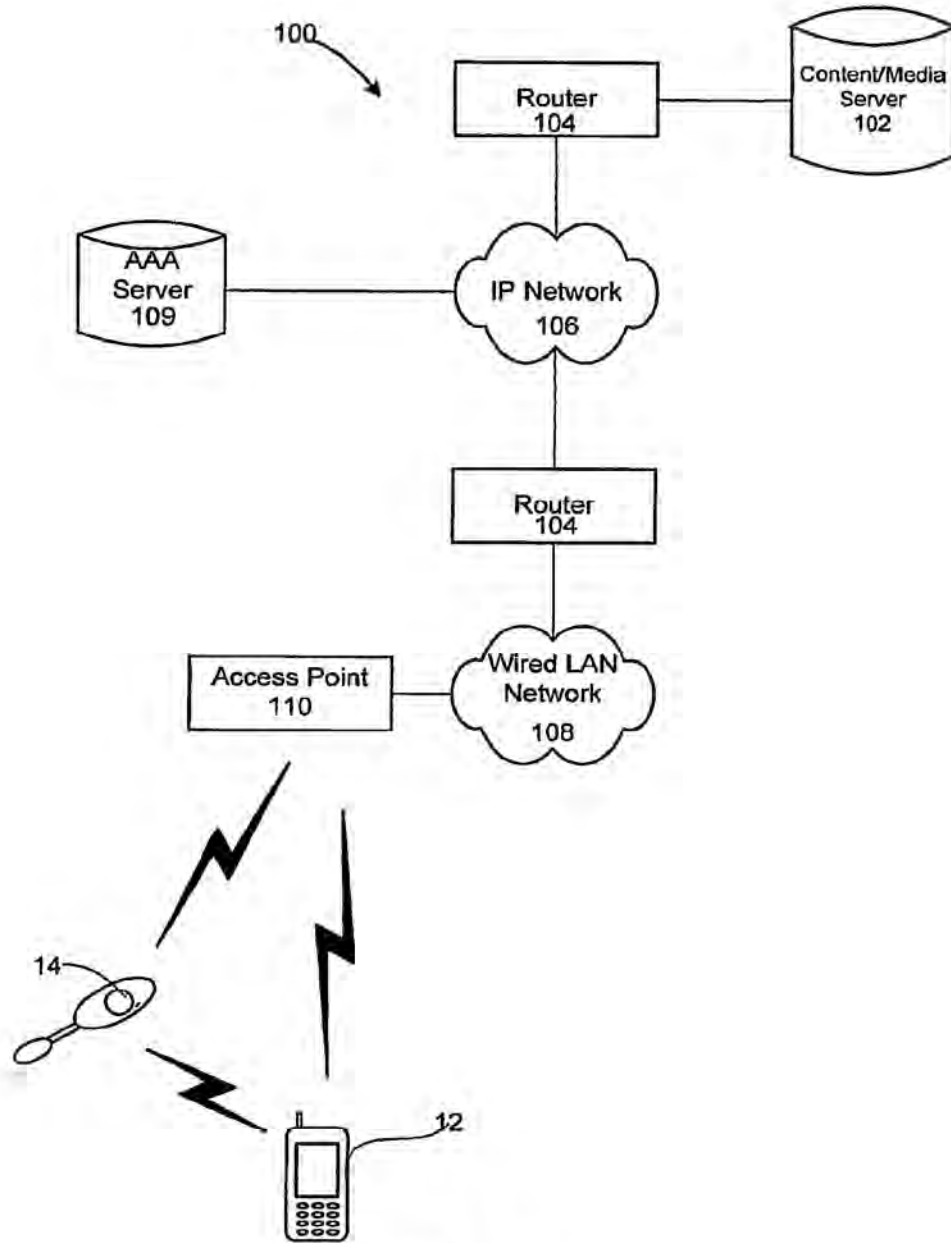 100
Router
104
Content/Media
Server
102
AAA
Server
109
IP Network
106
Router
104
Access Point
110
Wired LAN
Network
108
14
12